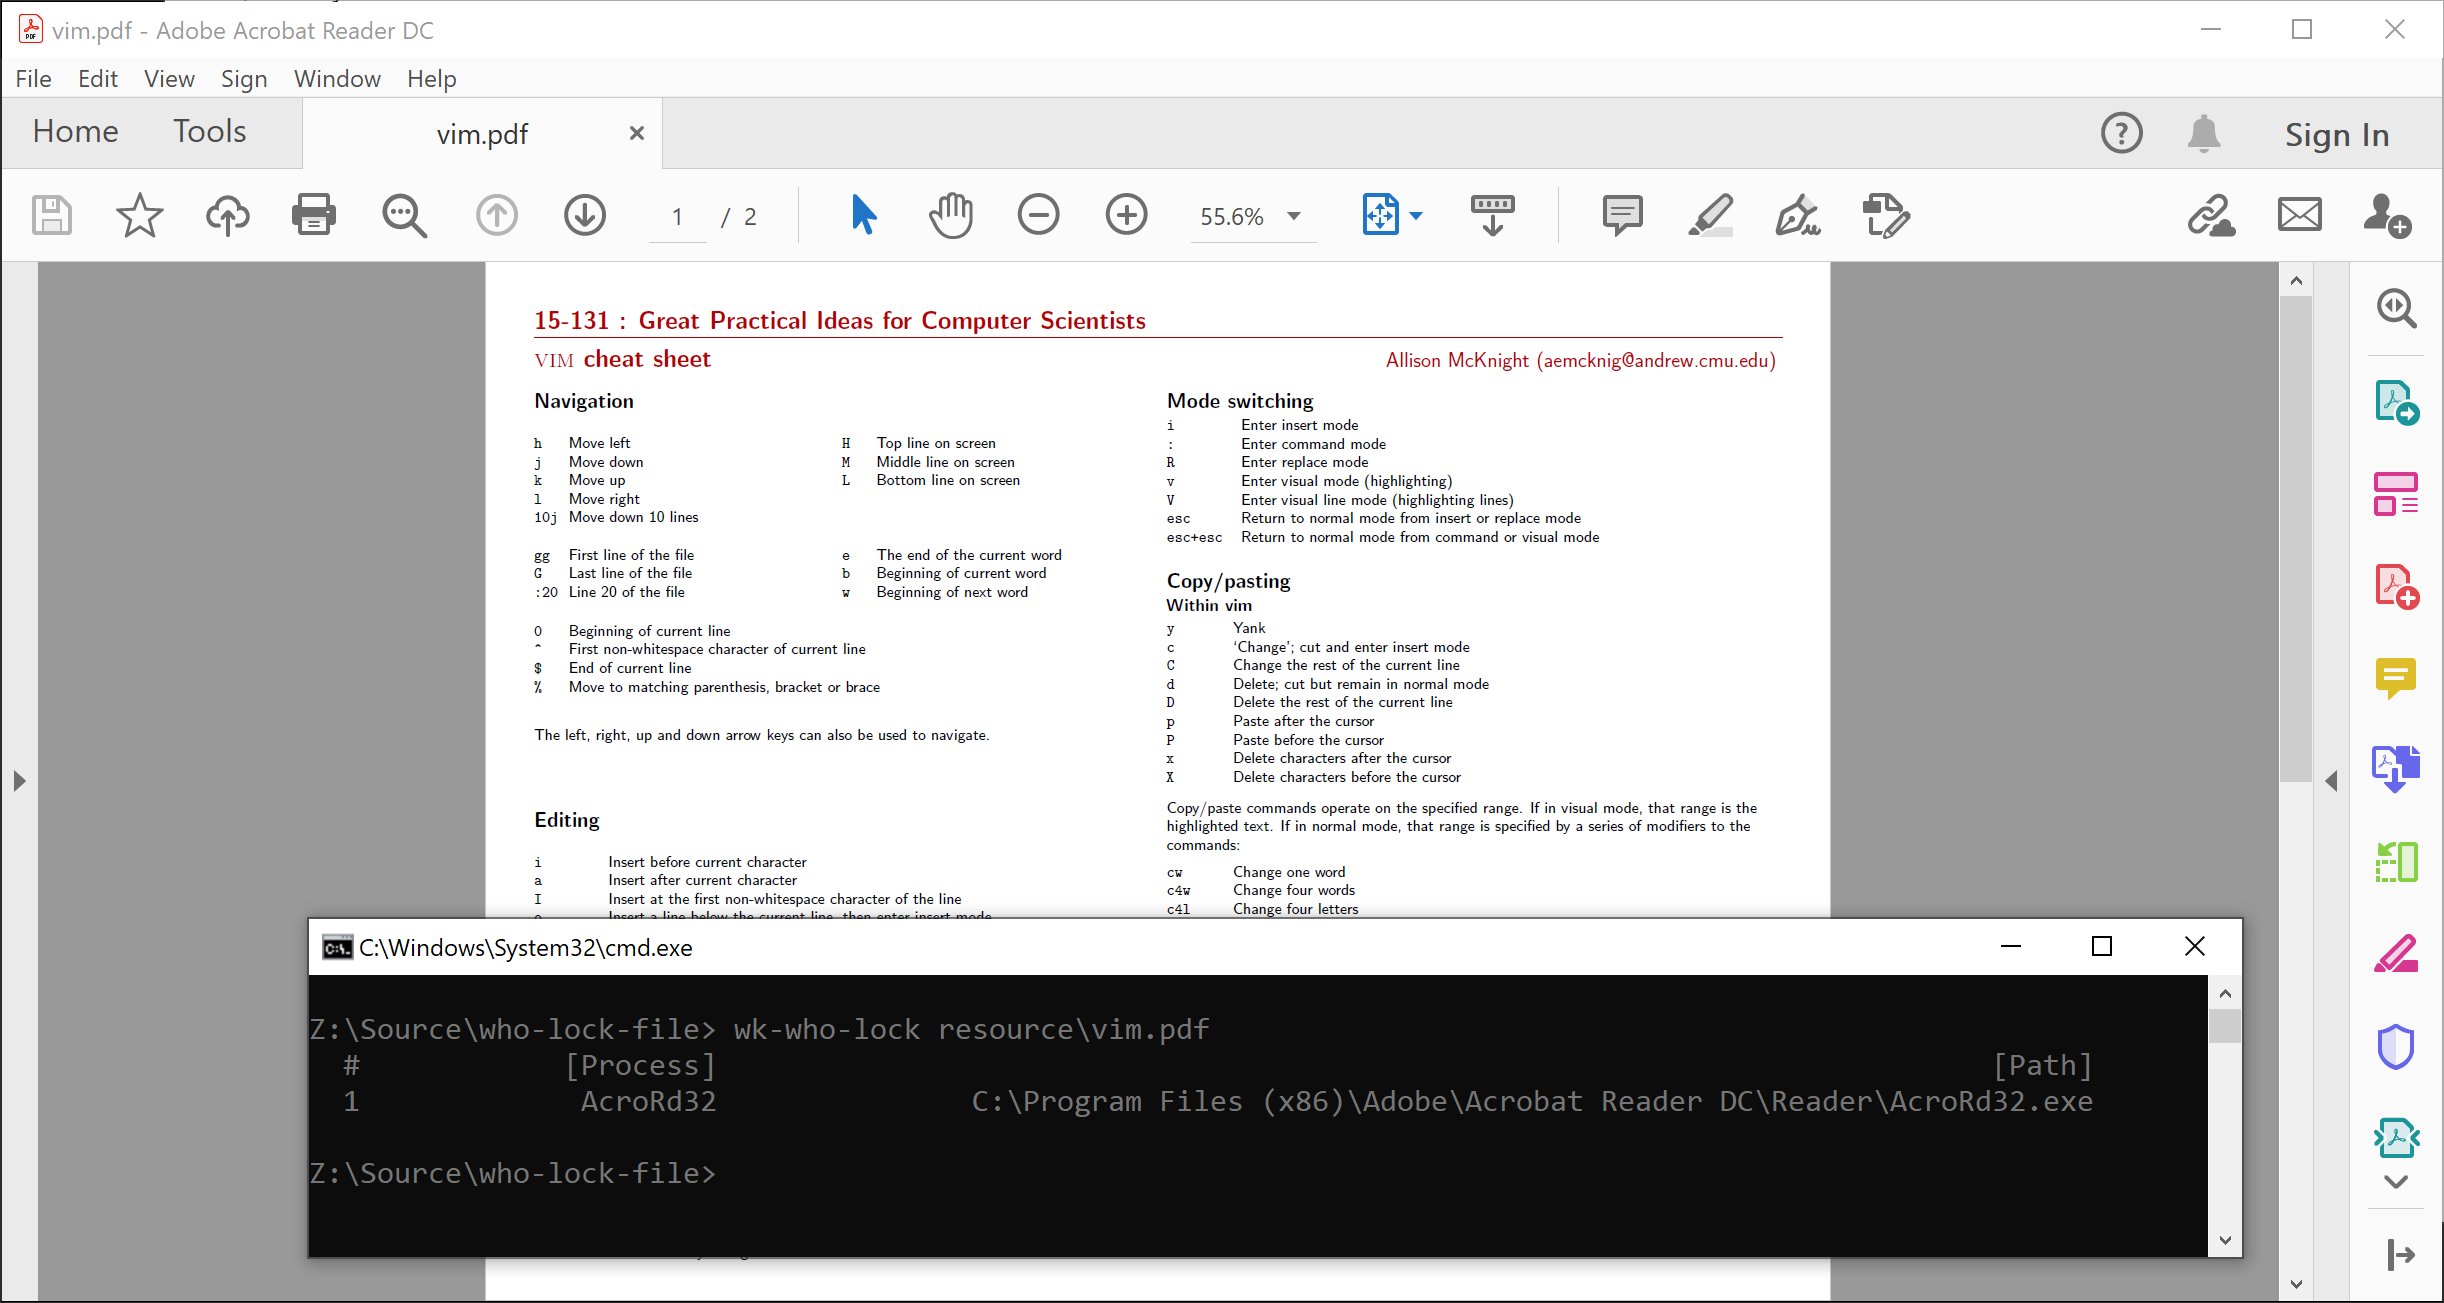 vim.pdf - Adobe Acrobat Reader DC
File Edit View Sign Window Help
Home Tools vim.pdf Sign In
1 / 2 55.6%
15-131 : Great Practical Ideas for Computer Scientists
VIM cheat sheet
Allison McKnight (aemcknig@andrew.cmu.edu)
Navigation
h Move left
j Move down
k Move up
l Move right
10j Move down 10 lines
H Top line on screen
M Middle line on screen
L Bottom line on screen
gg First line of the file
G Last line of the file
:20 Line 20 of the file
e The end of the current word
b Beginning of current word
w Beginning of next word
0 Beginning of current line
^ First non-whitespace character of current line
$ End of current line
% Move to matching parenthesis, bracket or brace
The left, right, up and down arrow keys can also be used to navigate.
Editing
i Insert before current character
a Insert after current character
I Insert at the first non-whitespace character of the line
o Insert a line below the current line, then enter insert mode
Mode switching
i Enter insert mode
: Enter command mode
R Enter replace mode
v Enter visual mode (highlighting)
V Enter visual line mode (highlighting lines)
esc Return to normal mode from insert or replace mode
esc+esc Return to normal mode from command or visual mode
Copy/pasting
Within vim
y Yank
c ‘Change’; cut and enter insert mode
C Change the rest of the current line
d Delete; cut but remain in normal mode
D Delete the rest of the current line
p Paste after the cursor
P Paste before the cursor
x Delete characters after the cursor
X Delete characters before the cursor
Copy/paste commands operate on the specified range. If in visual mode, that range is the
highlighted text. If in normal mode, that range is specified by a series of modifiers to the
commands:
cw Change one word
c4w Change four words
c4l Change four letters
C:\Windows\System32\cmd.exe
Z:\Source\who-lock-file> wk-who-lock resource\vim.pdf
# [Process] [Path]
1 AcroRd32 C:\Program Files (x86)\Adobe\Acrobat Reader DC\Reader\AcroRd32.exe
Z:\Source\who-lock-file>